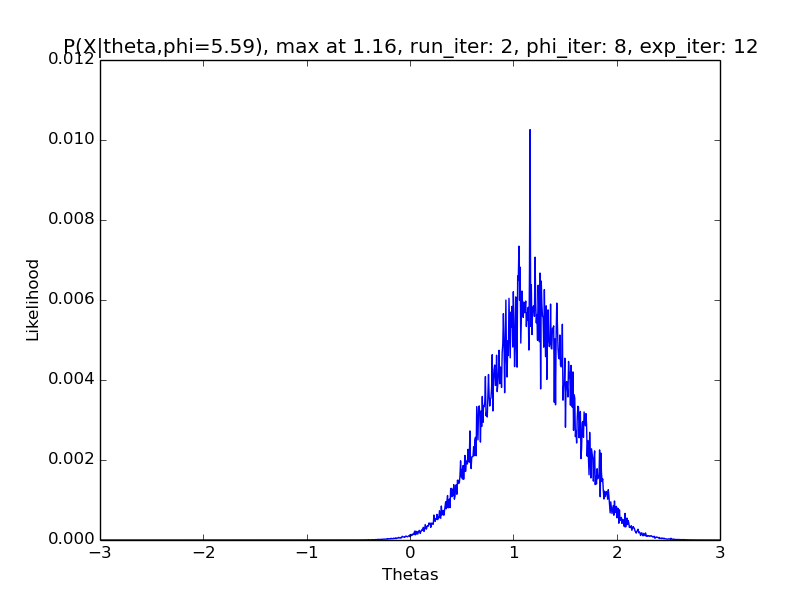 P(X|theta,phi=5.59), max at 1.16, run_iter: 2, phi_iter: 8, exp_iter: 12
0.012
0.010
0.008
0.006
0.004
0.002
0.000
Likelihood
−3 −2 −1 0 1 2 3
Thetas